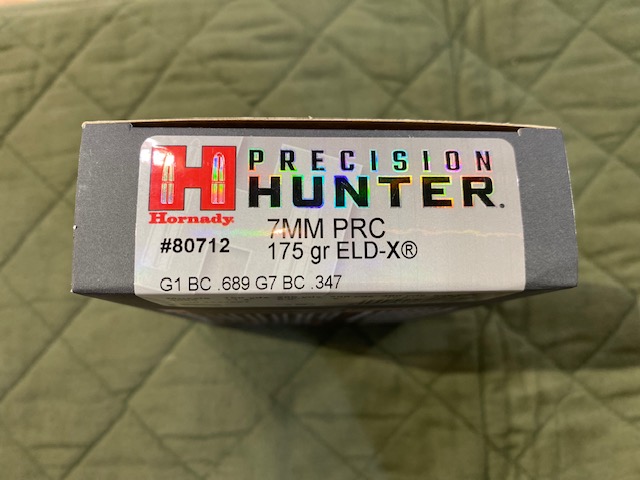 PRECISION
HUNTER.
Hornady
7MM PRC
#80712
175 gr ELD-X®
G1 BC .689 G7 BC .347